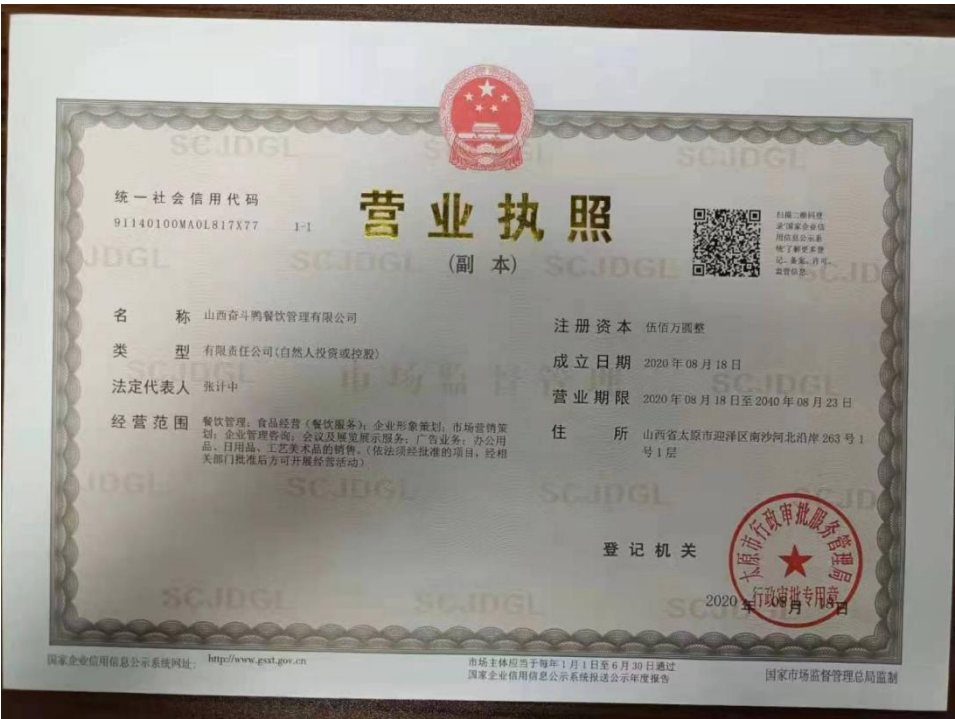 统一社会信用代码
91140100MA0L817X77 1-1
营业执照
(副 本)
扫描二维码登
录'国家企业信
用信息公示系
统'了解更多登
记、备案、许可、
监管信息
名 称 山西奋斗鸭餐饮管理有限公司
类 型 有限责任公司(自然人投资或控股)
法定代表人 张计中
经营范围 餐饮管理;食品经营(餐饮服务);企业形象策划;市场营销策
划;企业管理咨询;会议及展览展示服务;广告业务;办公用
品、日用品、工艺美术品的销售。(依法须经批准的项目,经相
关部门批准后方可开展经营活动)
注册资本 伍佰万圆整
成立日期 2020年08月18日
营业期限 2020年08月18日至2040年08月23日
住 所 山西省太原市迎泽区南沙河北沿岸263号1
号1层
登记机关
太原市行政审批服务管理局
行政审批专用章
2020 年 08 月 18 日
国家企业信用信息公示系统网址: http://www.gsxt.gov.cn
市场主体应当于每年1月1日至6月30日通过
国家企业信用信息公示系统报送公示年度报告
国家市场监督管理总局监制
SCJDGL
市场监督管理